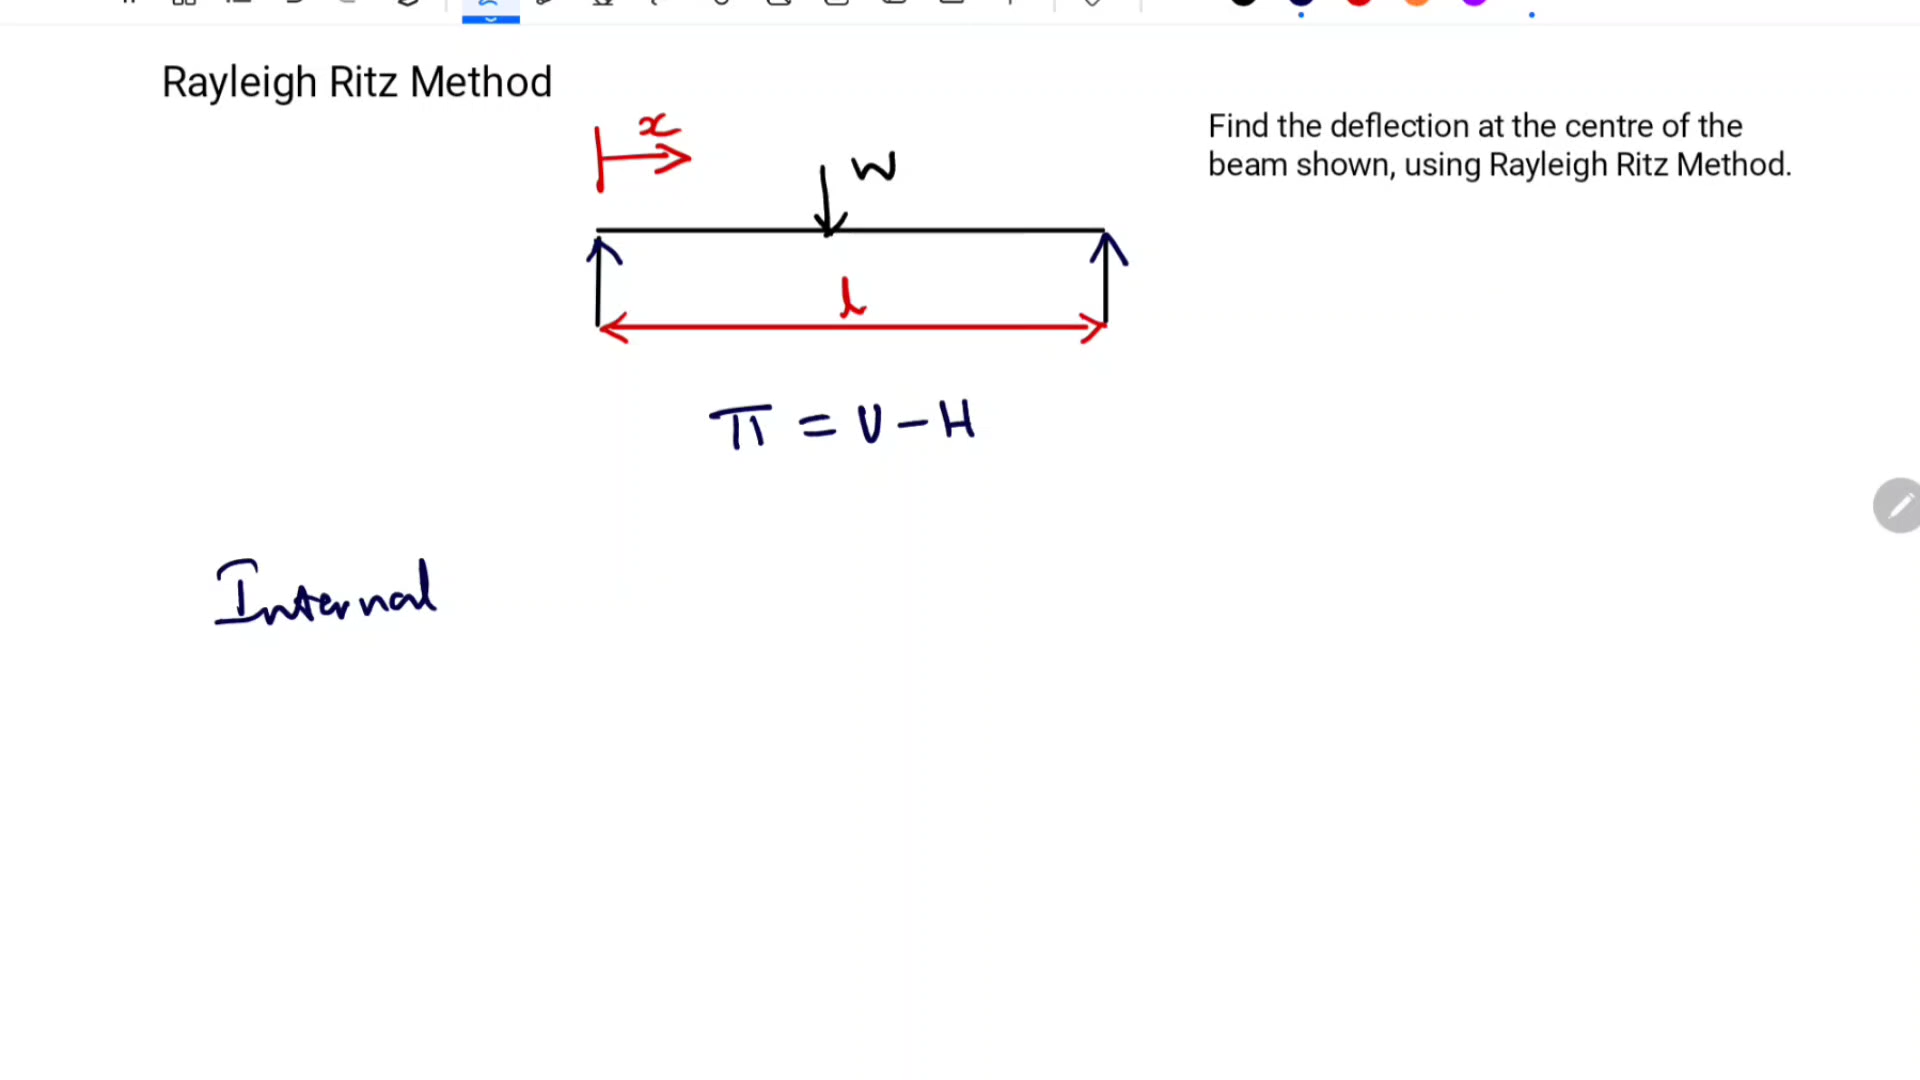 Rayleigh Ritz Method
x
W
Find the deflection at the centre of the
beam shown, using Rayleigh Ritz Method.
l
π = U - H
Internal